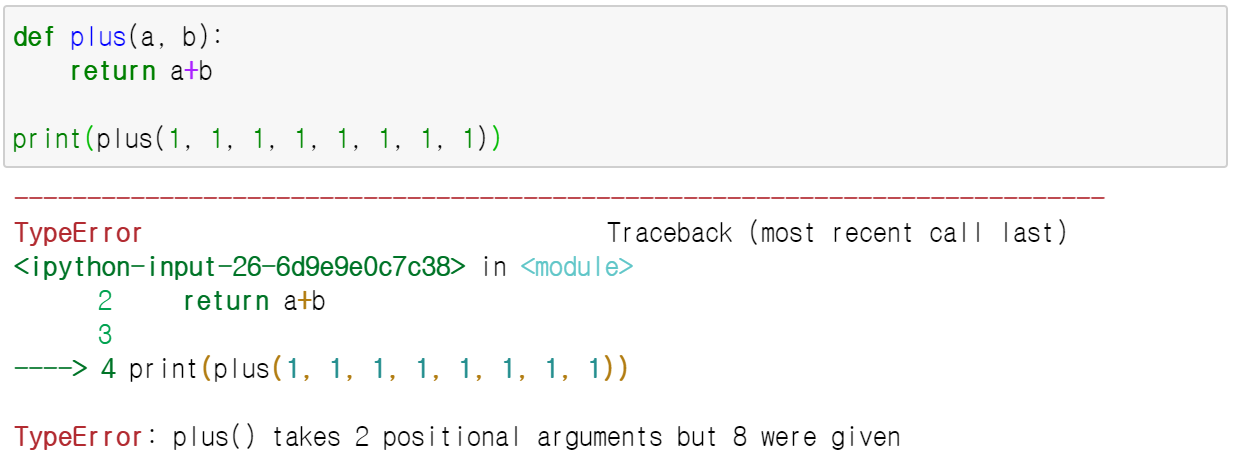 def plus(a, b):
    return a+b
print(plus(1, 1, 1, 1, 1, 1, 1, 1))
---------------------------------------------------------------------------
TypeError                                 Traceback (most recent call last)
<ipython-input-26-6d9e9e0c7c38> in <module>
      2     return a+b
      3
----> 4 print(plus(1, 1, 1, 1, 1, 1, 1, 1))
TypeError: plus() takes 2 positional arguments but 8 were given